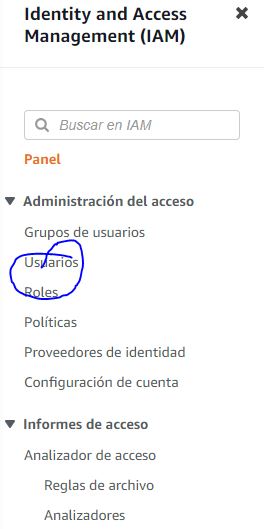 Identity and Access
Management (IAM)
Buscar en IAM
Panel
Administración del acceso
Grupos de usuarios
Usuarios
Roles
Políticas
Proveedores de identidad
Configuración de cuenta
Informes de acceso
Analizador de acceso
Reglas de archivo
Analizadores